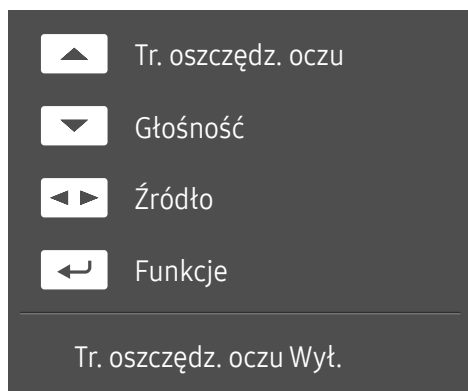 Tr. oszczędz. oczu
Głośność
Źródło
Funkcje
Tr. oszczędz. oczu Wył.